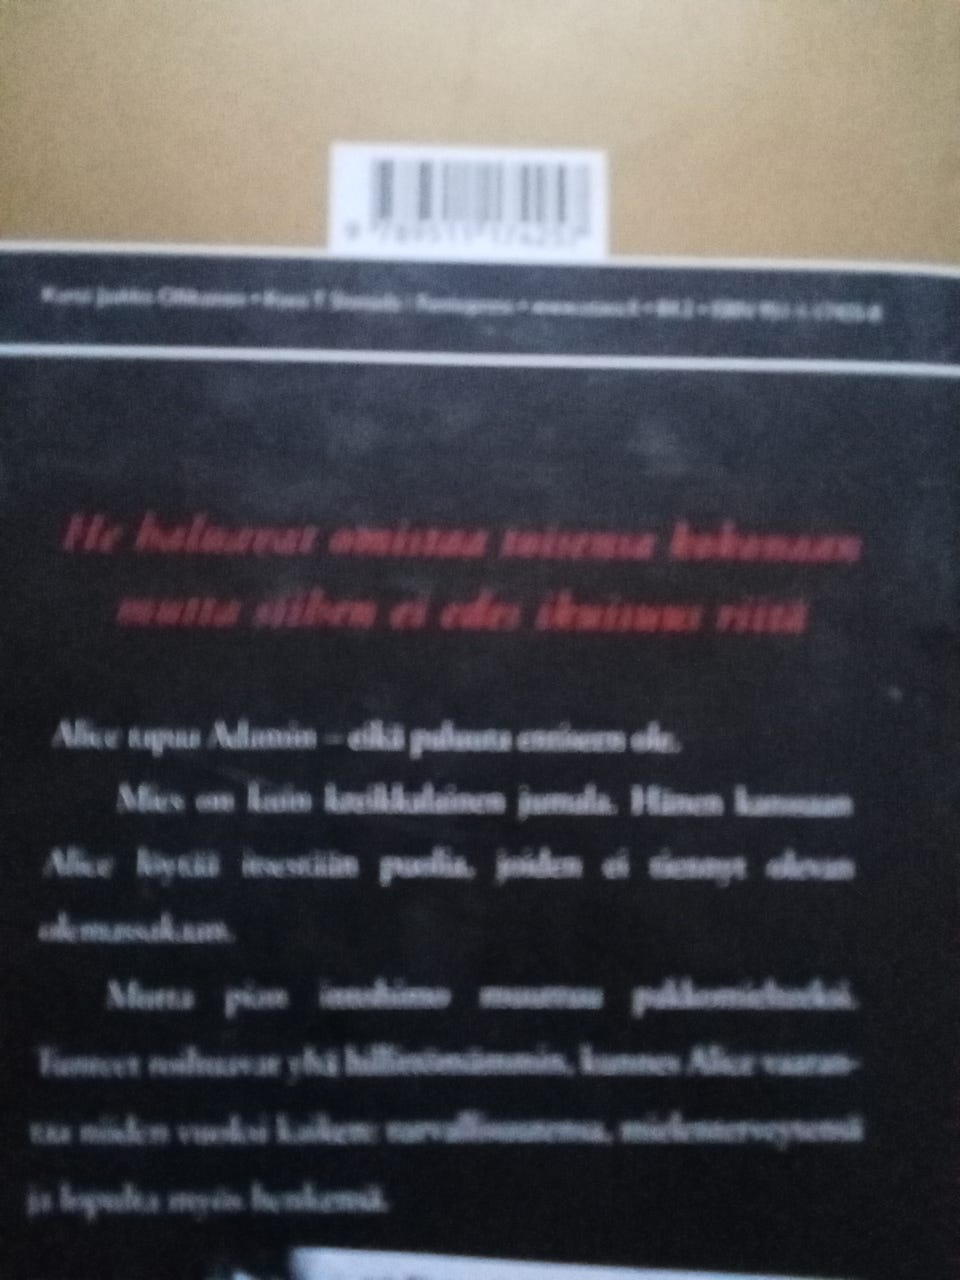 He haluavat omistaa toisensa kokonaan
mutta siihen ei edes ikuisuus riitä
Alice tapaa Adamin – eikä paluuta entiseen ole.
Mies on kuin kreikkalainen jumala. Hänen kanssaan
Alice löytää itsestään puolia, joiden ei tiennyt olevan
olemassakaan.
Mutta pian intohimo muuttuu pakkomielteeksi.
Tunteet roihuavat yhä hillittömämmin, kunnes Alice vaaran-
taa niiden vuoksi kaiken: turvallisuutensa, mielenterveytensä
ja lopulta myös henkensä.